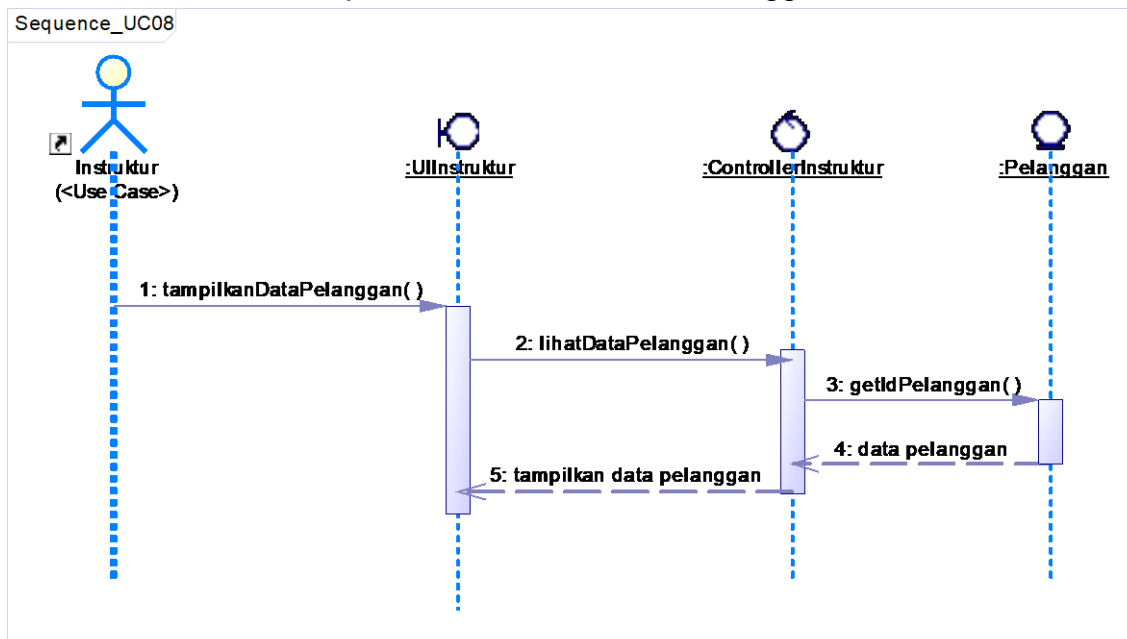 Sequence_UC08
Instruktur
(<Use Case>)
:UIInstruktur
:ControllerInstruktur
:Pelanggan
1: tampilkanDataPelanggan( )
2: lihatDataPelanggan( )
3: getIdPelanggan( )
4: data pelanggan
5: tampilkan data pelanggan